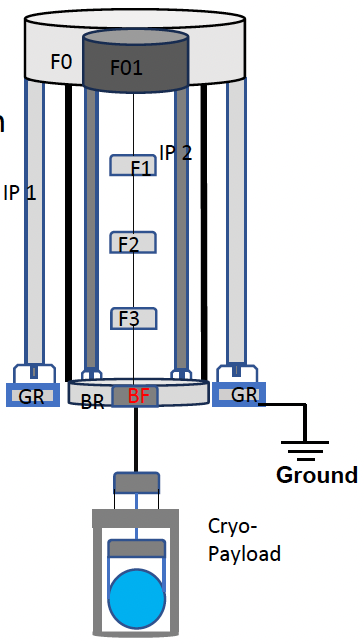 F0
F01
n
F1
IP 2
IP 1
F2
F3
GR
BR
BF
GR
Ground
Cryo-
Payload